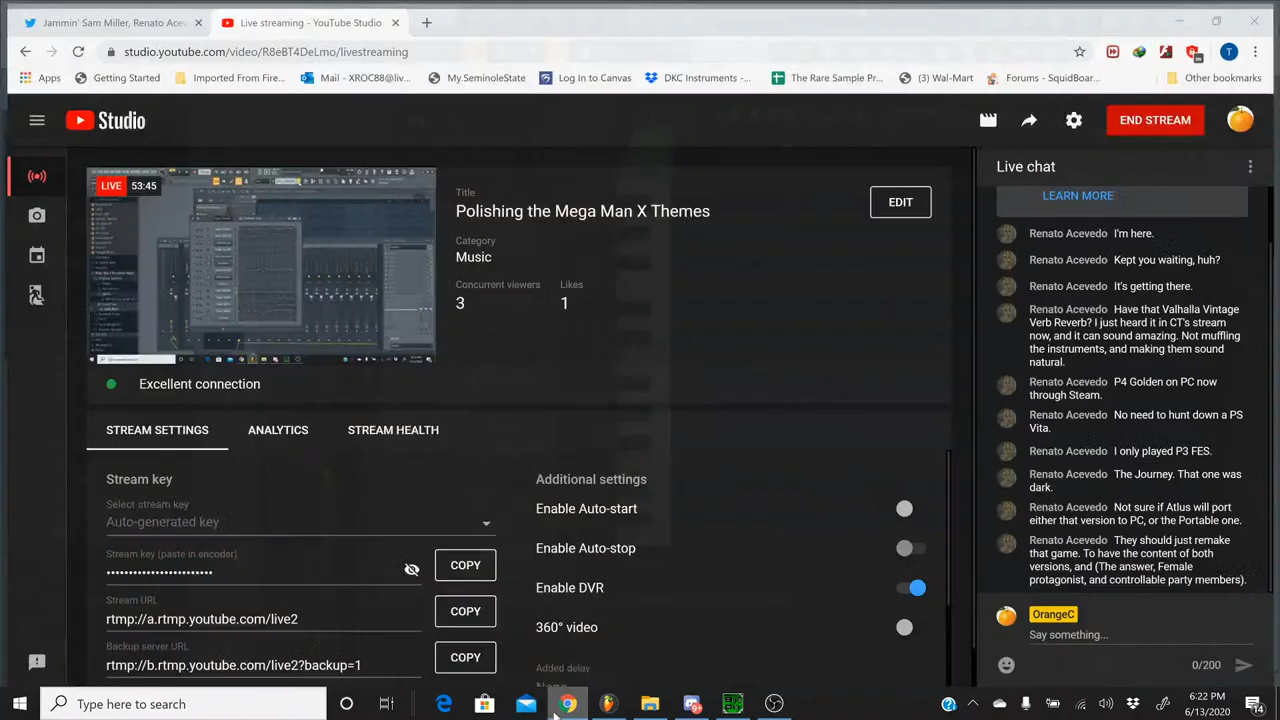 Jammin' Sam Miller, Renato Ace
Live streaming - YouTube Studio
studio.youtube.com/video/R8eBT4DeLmo/livestreaming
T
Apps
Getting Started
Imported From Fire...
Mail - XROC88@liv...
My.SeminoleState
Log In to Canvas
DKC Instruments -...
The Rare Sample Pr...
(4) Wal-Mart
Forums - SquidBoar...
Other bookmarks
Studio
END STREAM
LIVE 53:45
Title
Polishing the Mega Man X Themes
EDIT
Category
Music
Concurrent viewers
Likes
3
1
Excellent connection
STREAM SETTINGS
ANALYTICS
STREAM HEALTH
Stream key
Select stream key
Auto-generated key
Stream key (paste in encoder)
••••••••••••••••••••••••
COPY
Stream URL
rtmp://a.rtmp.youtube.com/live2
COPY
Backup server URL
rtmp://b.rtmp.youtube.com/live2?backup=1
COPY
Additional settings
Enable Auto-start
Enable Auto-stop
Enable DVR
360° video
Added delay
None
Live chat
LEARN MORE
Renato Acevedo I'm here.
Renato Acevedo Kept you waiting, huh?
Renato Acevedo It's getting there.
Renato Acevedo Have that Valhalla Vintage
Verb Reverb? I just heard it in CT's stream
now, and it can sound amazing. Not muffling
the instruments, and making them sound
natural.
Renato Acevedo P4 Golden on PC now
through Steam.
Renato Acevedo No need to hunt down a PS
Vita.
Renato Acevedo I only played P3 FES.
Renato Acevedo The Journey. That one was
dark.
Renato Acevedo Not sure if Atlus will port
either that version to PC, or the Portable one.
Renato Acevedo They should just remake
that game. To have the content of both
versions, and (The answer, Female
protagonist, and controllable party members).
OrangeC
Say something...
0/200
Type here to search
6:22 PM
6/13/2020
14